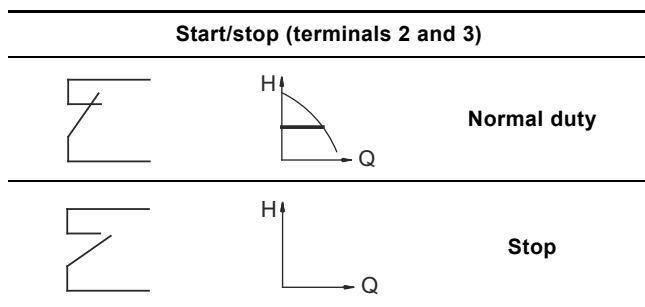 Start/stop (terminals 2 and 3)
H
Q
Normal duty
H
Q
Stop